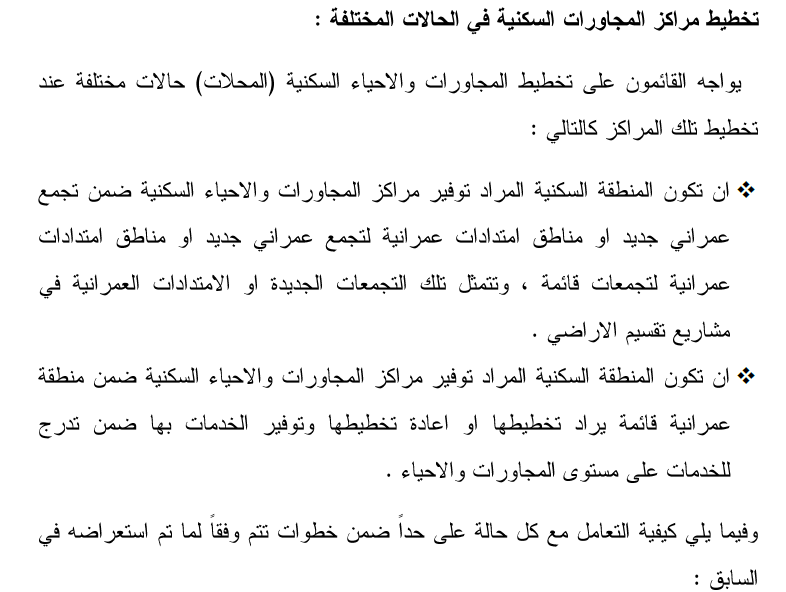 تخطيط مراكز المجاورات السكنية في الحالات المختلفة :
يواجه القائمون على تخطيط المجاورات والاحياء السكنية (المحلات) حالات مختلفة عند
تخطيط تلك المراكز كالتالي :
❖ ان تكون المنطقة السكنية المراد توفير مراكز المجاورات والاحياء السكنية ضمن تجمع
عمراني جديد او مناطق امتدادات عمرانية لتجمع عمراني جديد او مناطق امتدادات
عمرانية لتجمعات قائمة ، وتتمثل تلك التجمعات الجديدة او الامتدادات العمرانية في
مشاريع تقسيم الاراضي .
❖ ان تكون المنطقة السكنية المراد توفير مراكز المجاورات والاحياء السكنية ضمن منطقة
عمرانية قائمة يراد تخطيطها او اعادة تخطيطها وتوفير الخدمات بها ضمن تدرج
للخدمات على مستوى المجاورات والاحياء .
وفيما يلي كيفية التعامل مع كل حالة على حداً ضمن خطوات تتم وفقاً لما تم استعراضه في
السابق :